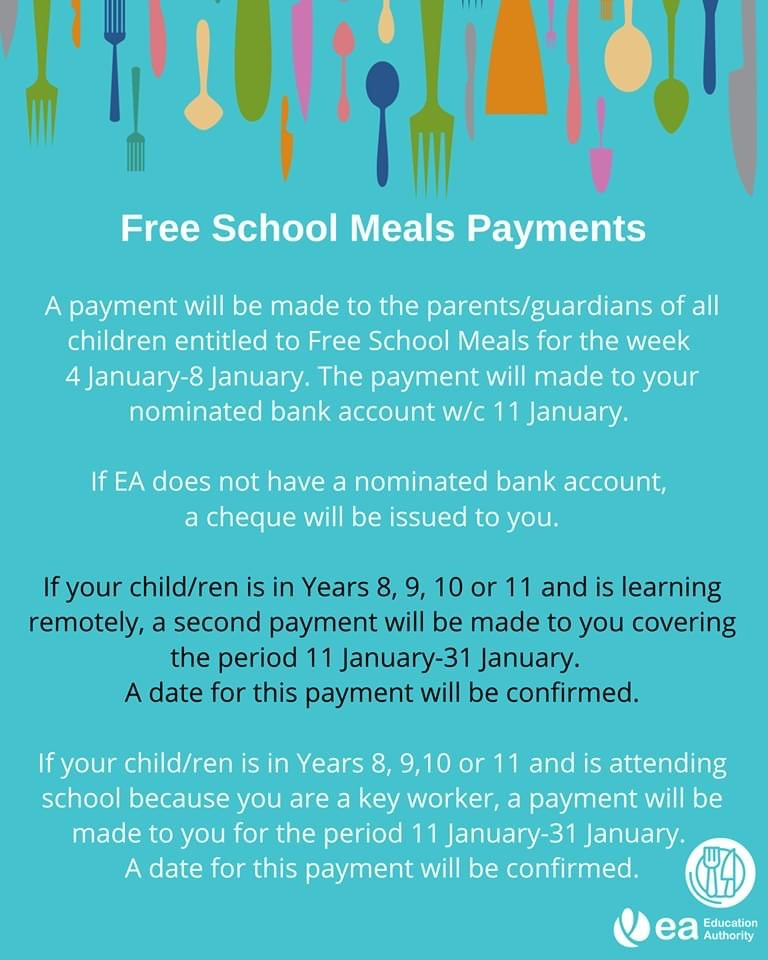 Free School Meals Payments
A payment will be made to the parents/guardians of all
children entitled to Free School Meals for the week
4 January-8 January. The payment will made to your
nominated bank account w/c 11 January.
If EA does not have a nominated bank account,
a cheque will be issued to you.
If your child/ren is in Years 8, 9, 10 or 11 and is learning
remotely, a second payment will be made to you covering
the period 11 January-31 January.
A date for this payment will be confirmed.
If your child/ren is in Years 8, 9,10 or 11 and is attending
school because you are a key worker, a payment will be
made to you for the period 11 January-31 January.
A date for this payment will be confirmed.
ea Education
Authority